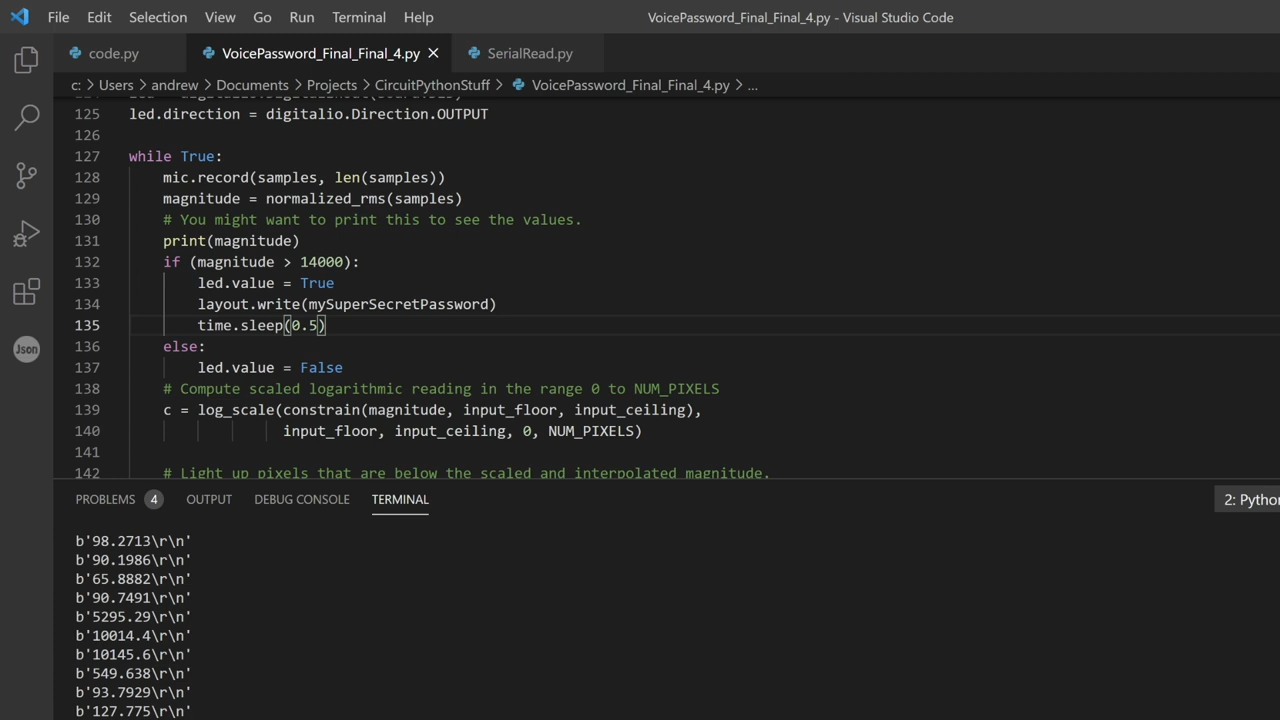 File Edit Selection View Go Run Terminal Help VoicePassword_Final_Final_4.py - Visual Studio Code
code.py VoicePassword_Final_Final_4.py SerialRead.py
c: > Users > andrew > Documents > Projects > CircuitPythonStuff > VoicePassword_Final_Final_4.py > ...
125 led.direction = digitalio.Direction.OUTPUT
126
127 while True:
128 mic.record(samples, len(samples))
129 magnitude = normalized_rms(samples)
130 # You might want to print this to see the values.
131 print(magnitude)
132 if (magnitude > 14000):
133 led.value = True
134 layout.write(mySuperSecretPassword)
135 time.sleep(0.5)
136 else:
137 led.value = False
138 # Compute scaled logarithmic reading in the range 0 to NUM_PIXELS
139 c = log_scale(constrain(magnitude, input_floor, input_ceiling),
140 input_floor, input_ceiling, 0, NUM_PIXELS)
141
142 # Light up pixels that are below the scaled and interpolated magnitude.
Json
PROBLEMS 4 OUTPUT DEBUG CONSOLE TERMINAL 2: Python
b'98.2713\r\n'
b'90.1986\r\n'
b'65.8882\r\n'
b'90.7491\r\n'
b'5295.29\r\n'
b'10014.4\r\n'
b'10145.6\r\n'
b'549.638\r\n'
b'93.7929\r\n'
b'127.775\r\n'